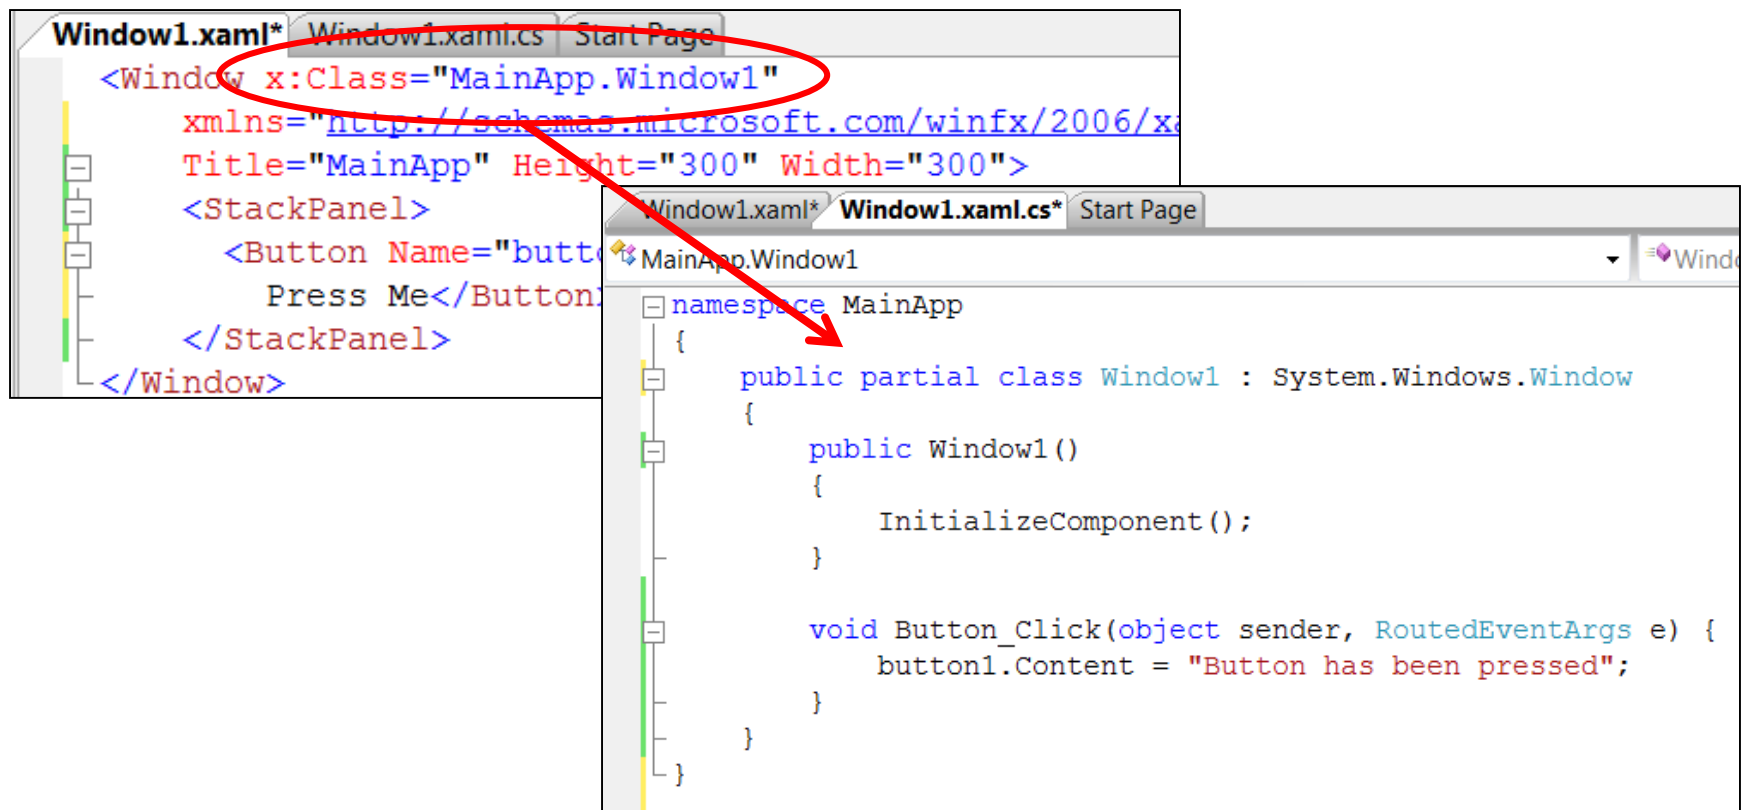 Window1.xaml* Window1.xaml.cs Start Page
<Window x:Class="MainApp.Window1"
xmlns="http://schemas.microsoft.com/winfx/2006/xa
Title="MainApp" Height="300" Width="300">
<StackPanel>
<Button Name="butto
Press Me</Button>
</StackPanel>
</Window>
Window1.xaml* Window1.xaml.cs* Start Page
MainApp.Window1 Windo
namespace MainApp
{
public partial class Window1 : System.Windows.Window
{
public Window1()
{
InitializeComponent();
}
void Button_Click(object sender, RoutedEventArgs e) {
button1.Content = "Button has been pressed";
}
}
}